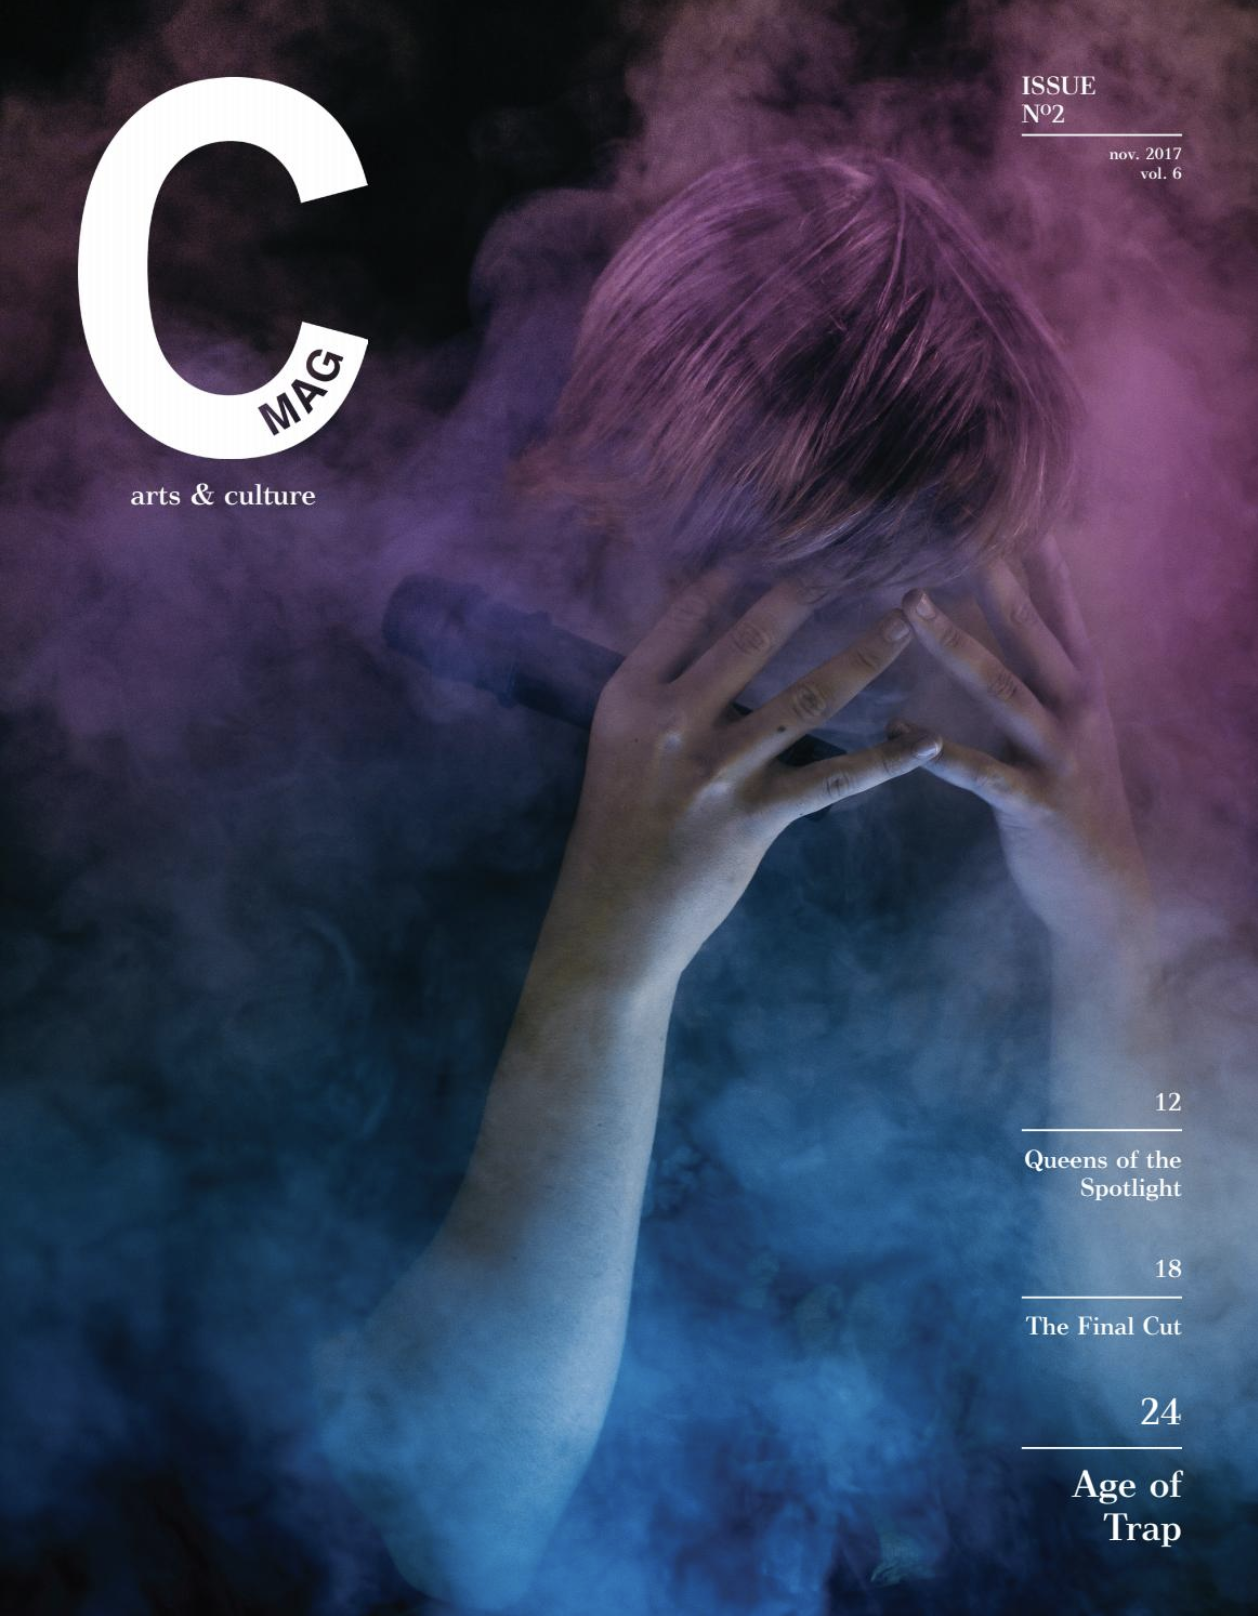 C
MAG
arts & culture
ISSUE
Nº2
nov. 2017
vol. 6
12
Queens of the
Spotlight
18
The Final Cut
24
Age of
Trap